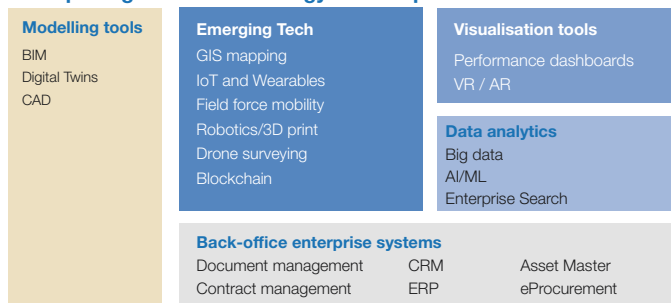 Modelling tools
BIM
Digital Twins
CAD
Emerging Tech
GIS mapping
IoT and Wearables
Field force mobility
Robotics/3D print
Drone surveying
Blockchain
Visualisation tools
Performance dashboards
VR / AR
Data analytics
Big data
AI/ML
Enterprise Search
Back-office enterprise systems
Document management CRM Asset Master
Contract management ERP eProcurement